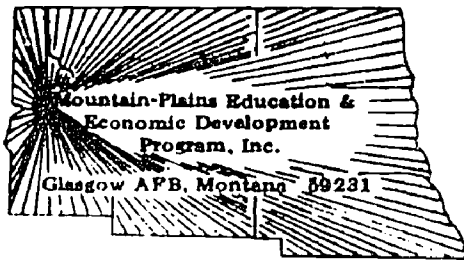 Mountain-Plains Education &
Economic Development
Program, Inc.
Glasgow AFB, Montana 59231